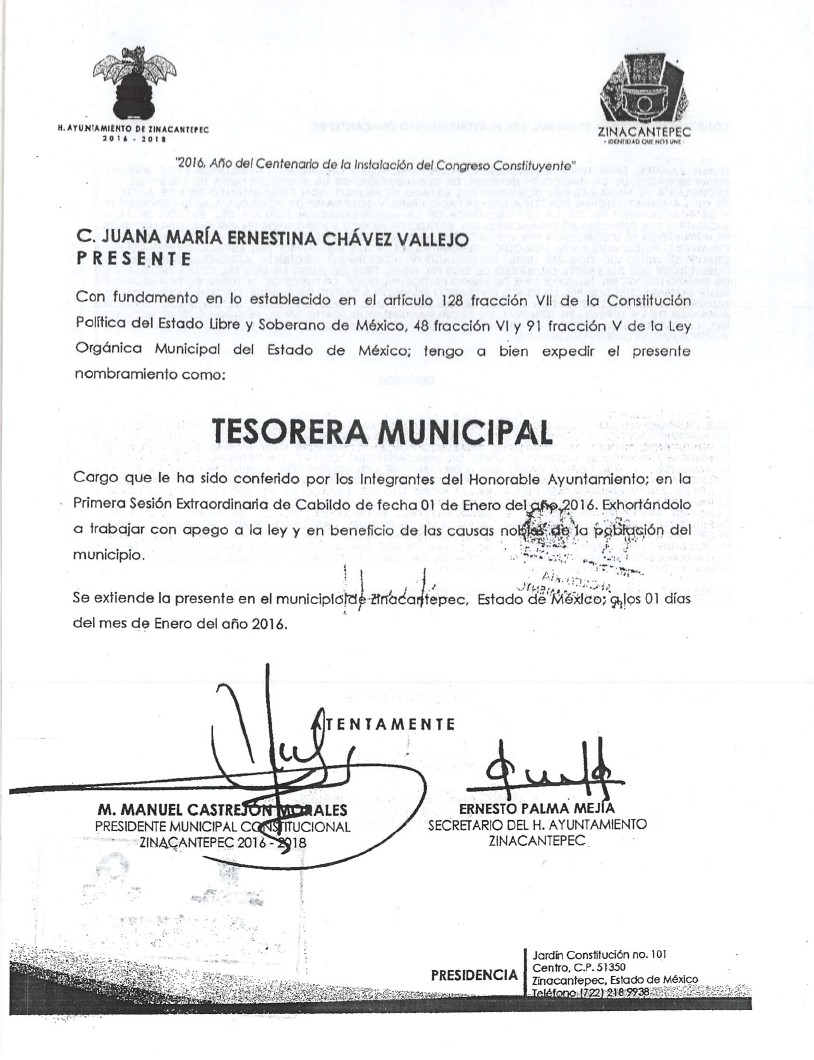 H. AYUNTAMIENTO DE ZINACANTEPEC
2016 - 2018
ZINACANTEPEC
- IDENTIDAD QUE NOS UNE -
"2016, Año del Centenario de la Instalación del Congreso Constituyente"
C. JUANA MARÍA ERNESTINA CHÁVEZ VALLEJO
P R E S E N T E
Con fundamento en lo establecido en el artículo 128 fracción VII de la Constitución
Política del Estado Libre y Soberano de México, 48 fracción VI y 91 fracción V de la Ley
Orgánica Municipal del Estado de México; tengo a bien expedir el presente
nombramiento como:
TESORERA MUNICIPAL
Cargo que le ha sido conferido por los Integrantes del Honorable Ayuntamiento; en la
Primera Sesión Extraordinaria de Cabildo de fecha 01 de Enero del año 2016. Exhortándolo
a trabajar con apego a la ley y en beneficio de las causas nobles de la población del
municipio.
Se extiende la presente en el municipio de Zinacantepec, Estado de México; a los 01 días
del mes de Enero del año 2016.
A T E N T A M E N T E
M. MANUEL CASTREJÓN MORALES
PRESIDENTE MUNICIPAL CONSTITUCIONAL
ZINACANTEPEC 2016 - 2018
ERNESTO PALMA MEJÍA
SECRETARIO DEL H. AYUNTAMIENTO
ZINACANTEPEC
PRESIDENCIA
Jardín Constitución no. 101
Centro, C.P. 51350
Zinacantepec, Estado de México
Teléfono (722) 218 9938